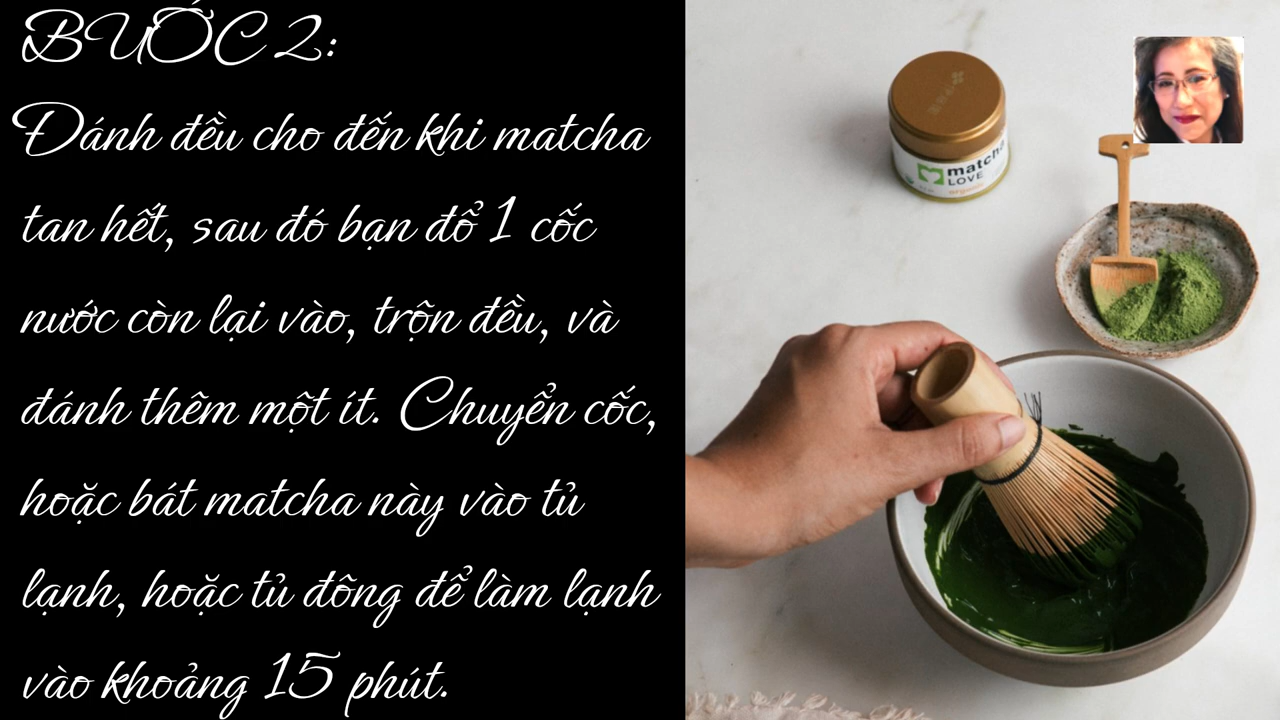 BƯỚC 2:
Đánh đều cho đến khi matcha
tan hết, sau đó bạn đổ 1 cốc
nước còn lại vào, trộn đều, và
đánh thêm một ít. Chuyển cốc,
hoặc bát matcha này vào tủ
lạnh, hoặc tủ đông để làm lạnh
vào khoảng 15 phút.
matcha
LOVE
organic